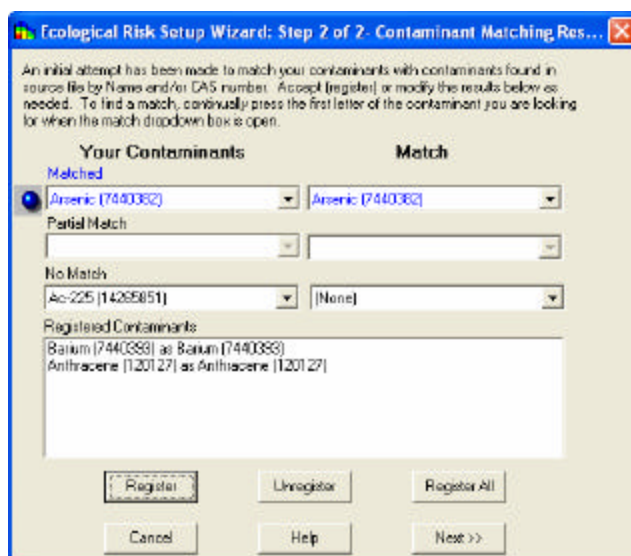 Ecological Risk Setup Wizard: Step 2 of 2- Contaminant Matching Res...
An initial attempt has been made to match your contaminants with contaminants found in
source file by Name and/or CAS number. Accept (register) or modify the results below as
needed. To find a match, continually press the first letter of the contaminant you are looking
for when the match dropdown box is open.
Your Contaminants Match
Matched
Arsenic (7440382) Arsenic (7440382)
Partial Match
No Match
Ac-225 (14265851) (None)
Registered Contaminants
Barium (7440393) as Barium (7440393)
Anthracene (120127) as Anthracene (120127)
Register Unregister Register All
Cancel Help Next >>